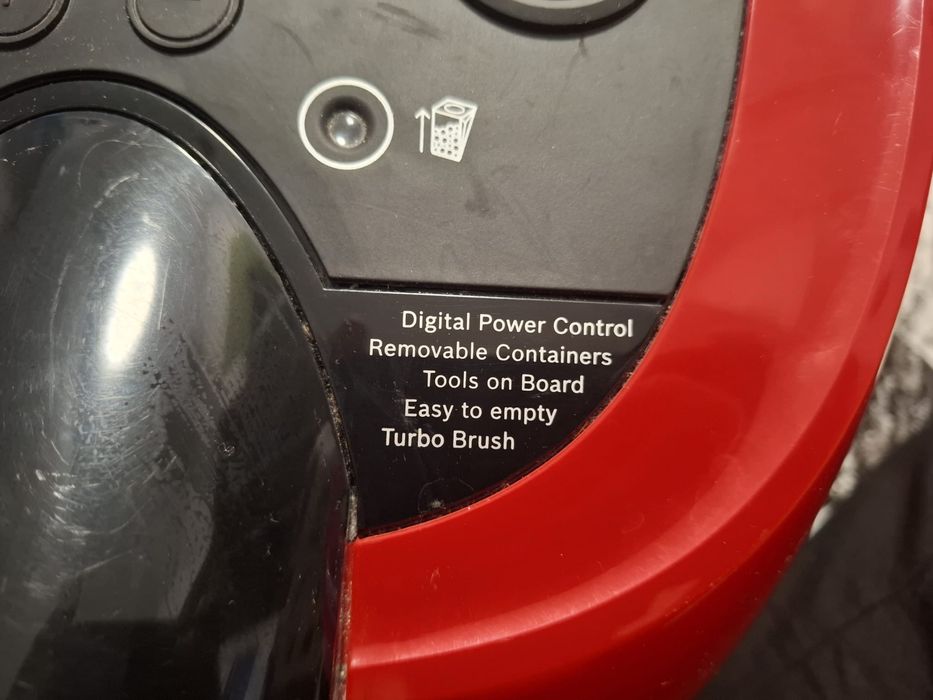 Digital Power Control
Removable Containers
Tools on Board
Easy to empty
Turbo Brush